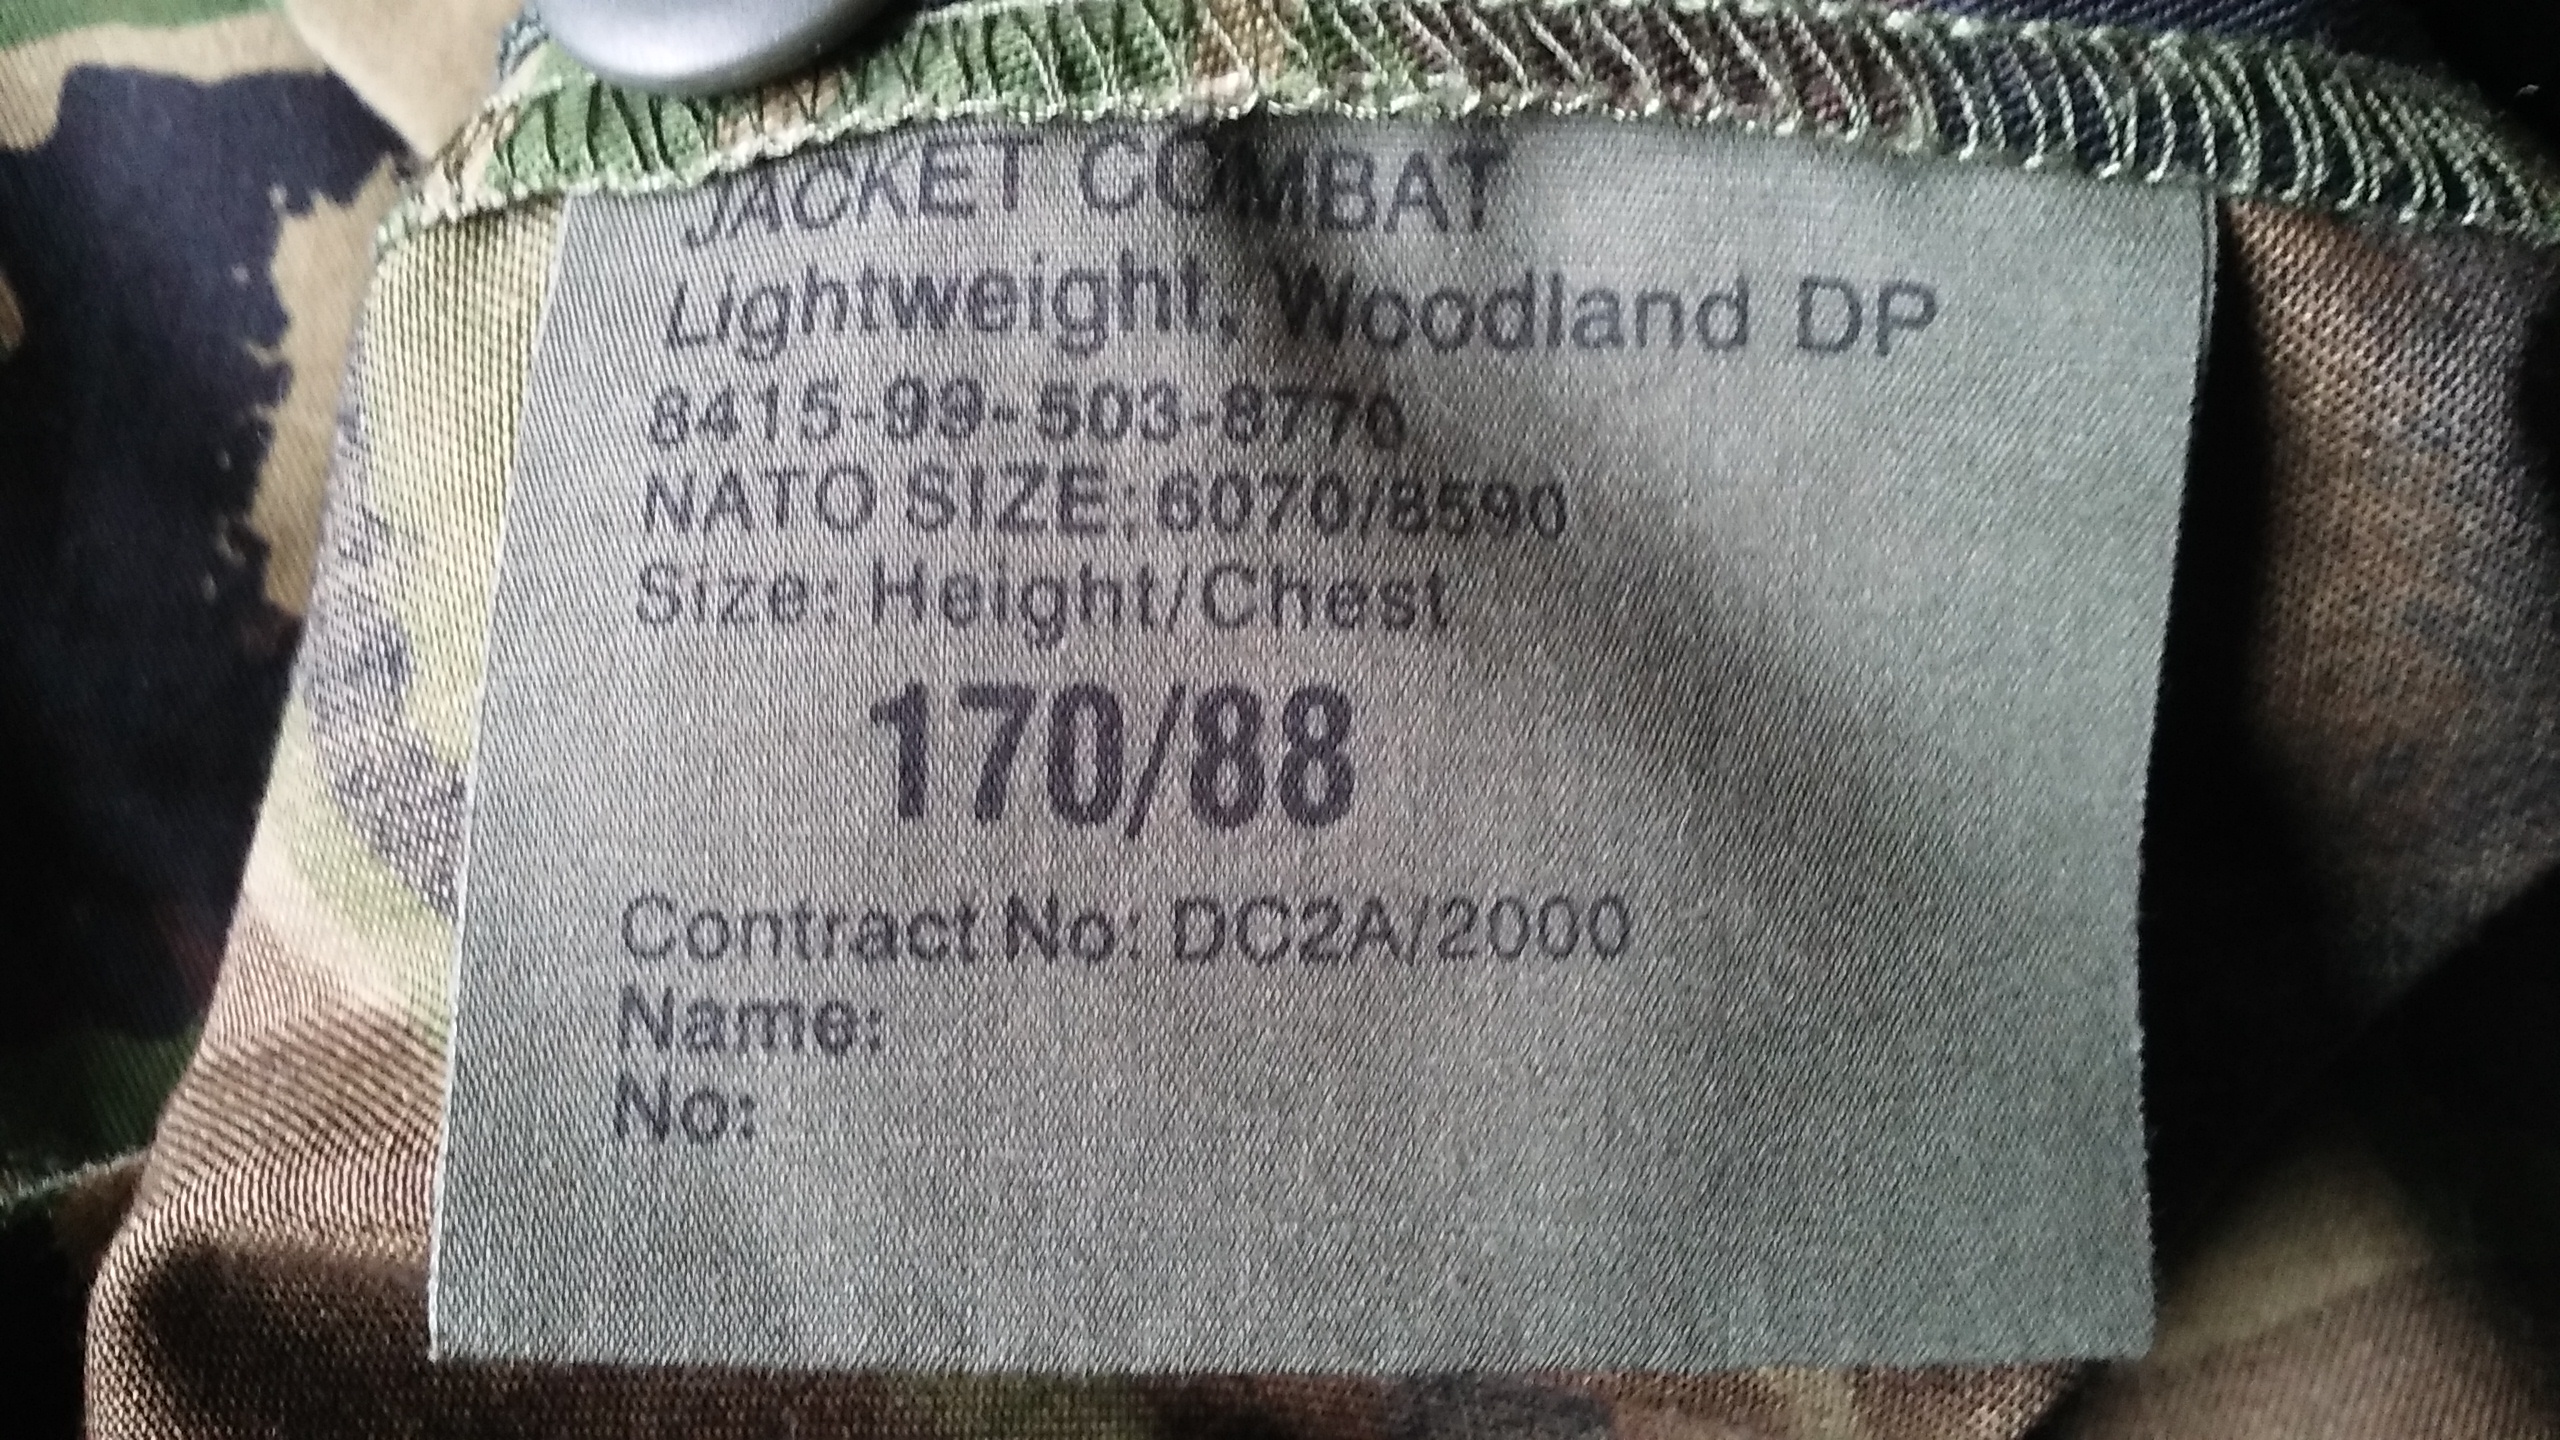 JACKET COMBAT
Lightweight, Woodland DP
8415-99-503-8770
NATO SIZE: 6070/8590
Size: Height/Chest
170/88
Contract No: DC2A/2000
Name:
No: